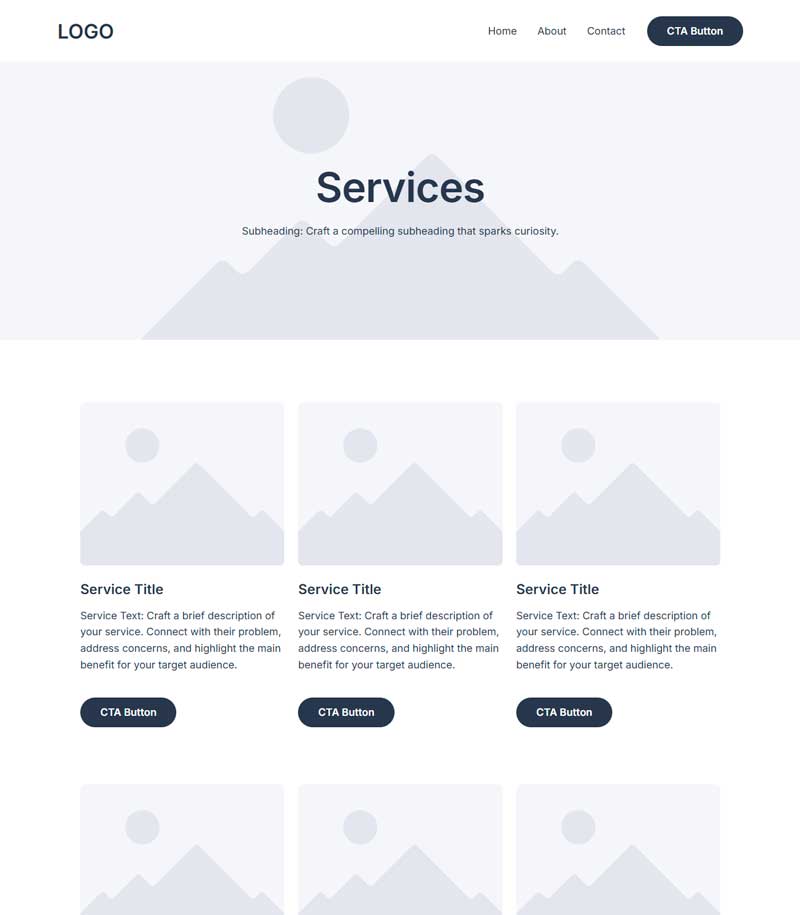 LOGO
Home About Contact CTA Button
Services
Subheading: Craft a compelling subheading that sparks curiosity.
Service Title
Service Text: Craft a brief description of
your service. Connect with their problem,
address concerns, and highlight the main
benefit for your target audience.
CTA Button
Service Title
Service Text: Craft a brief description of
your service. Connect with their problem,
address concerns, and highlight the main
benefit for your target audience.
CTA Button
Service Title
Service Text: Craft a brief description of
your service. Connect with their problem,
address concerns, and highlight the main
benefit for your target audience.
CTA Button